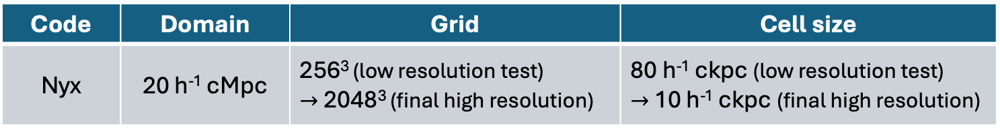 Code Domain Grid Cell size
Nyx 20 h⁻¹ cMpc
256³ (low resolution test)
→ 2048³ (final high resolution)
80 h⁻¹ ckpc (low resolution test)
→ 10 h⁻¹ ckpc (final high resolution)